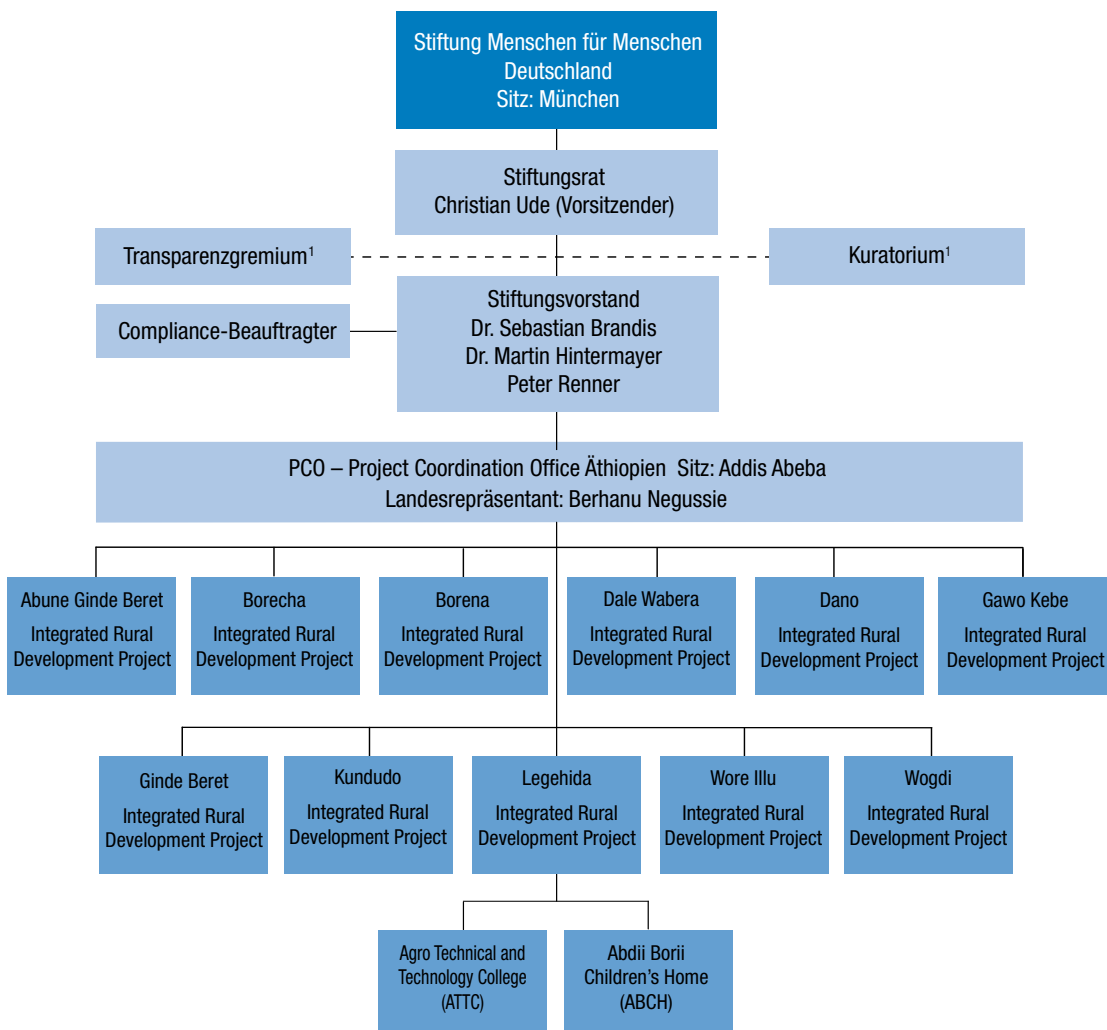 Stiftung Menschen für Menschen
Deutschland
Sitz: München
Stiftungsrat
Christian Ude (Vorsitzender)
Transparenzgremium¹
Kuratorium¹
Stiftungsvorstand
Dr. Sebastian Brandis
Dr. Martin Hintermayer
Peter Renner
Compliance-Beauftragter
PCO – Project Coordination Office Äthiopien Sitz: Addis Abeba
Landesrepräsentant: Berhanu Negussie
Abune Ginde Beret
Integrated Rural
Development Project
Borecha
Integrated Rural
Development Project
Borena
Integrated Rural
Development Project
Dale Wabera
Integrated Rural
Development Project
Dano
Integrated Rural
Development Project
Gawo Kebe
Integrated Rural
Development Project
Ginde Beret
Integrated Rural
Development Project
Kundudo
Integrated Rural
Development Project
Legehida
Integrated Rural
Development Project
Wore Illu
Integrated Rural
Development Project
Wogdi
Integrated Rural
Development Project
Agro Technical and
Technology College
(ATTC)
Abdii Borii
Children’s Home
(ABCH)